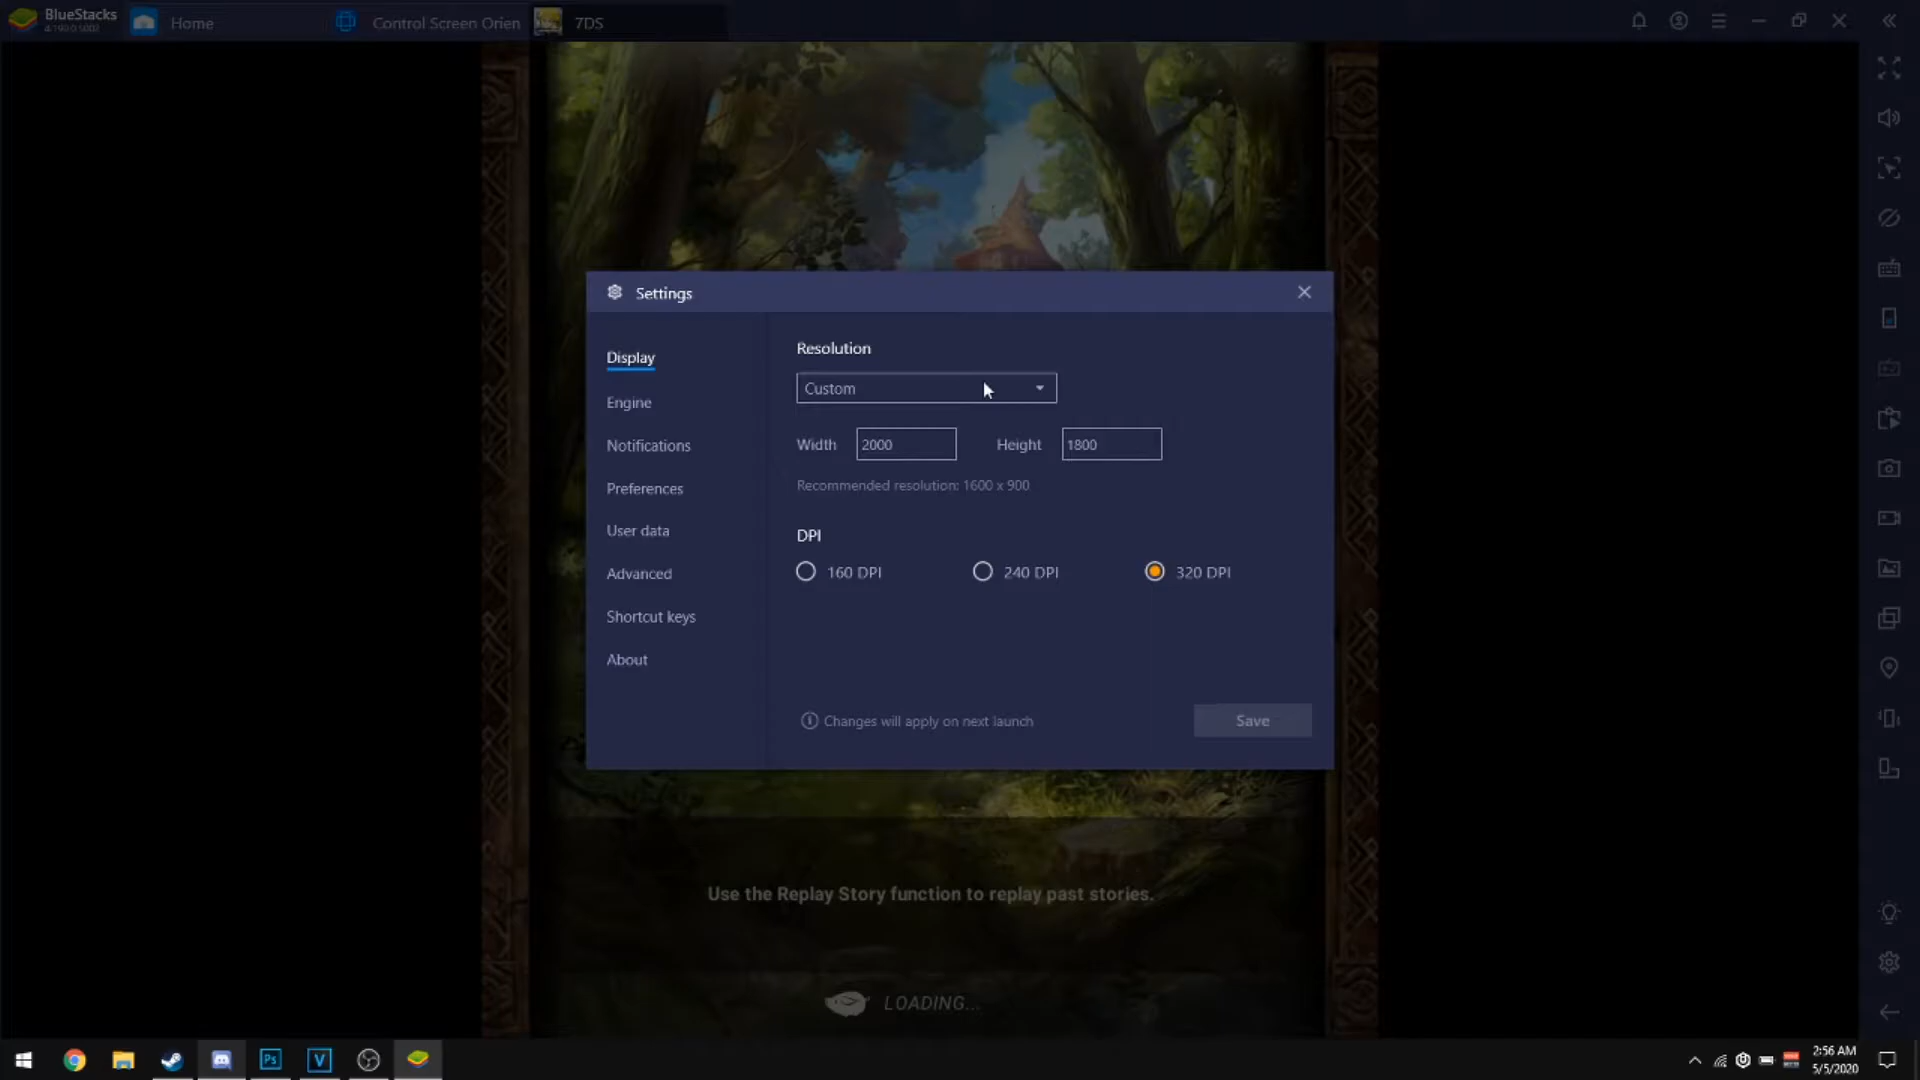 BlueStacks
Home
Control Screen Orien
7DS
Settings
Display
Engine
Notifications
Preferences
User data
Advanced
Shortcut keys
About
Resolution
Custom
Width 2000 Height 1800
Recommended resolution: 1600 x 900
DPI
160 DPI 240 DPI 320 DPI
Changes will apply on next launch
Save
Use the Replay Story function to replay past stories.
LOADING...
Ps
V
2:56 AM
5/5/2020